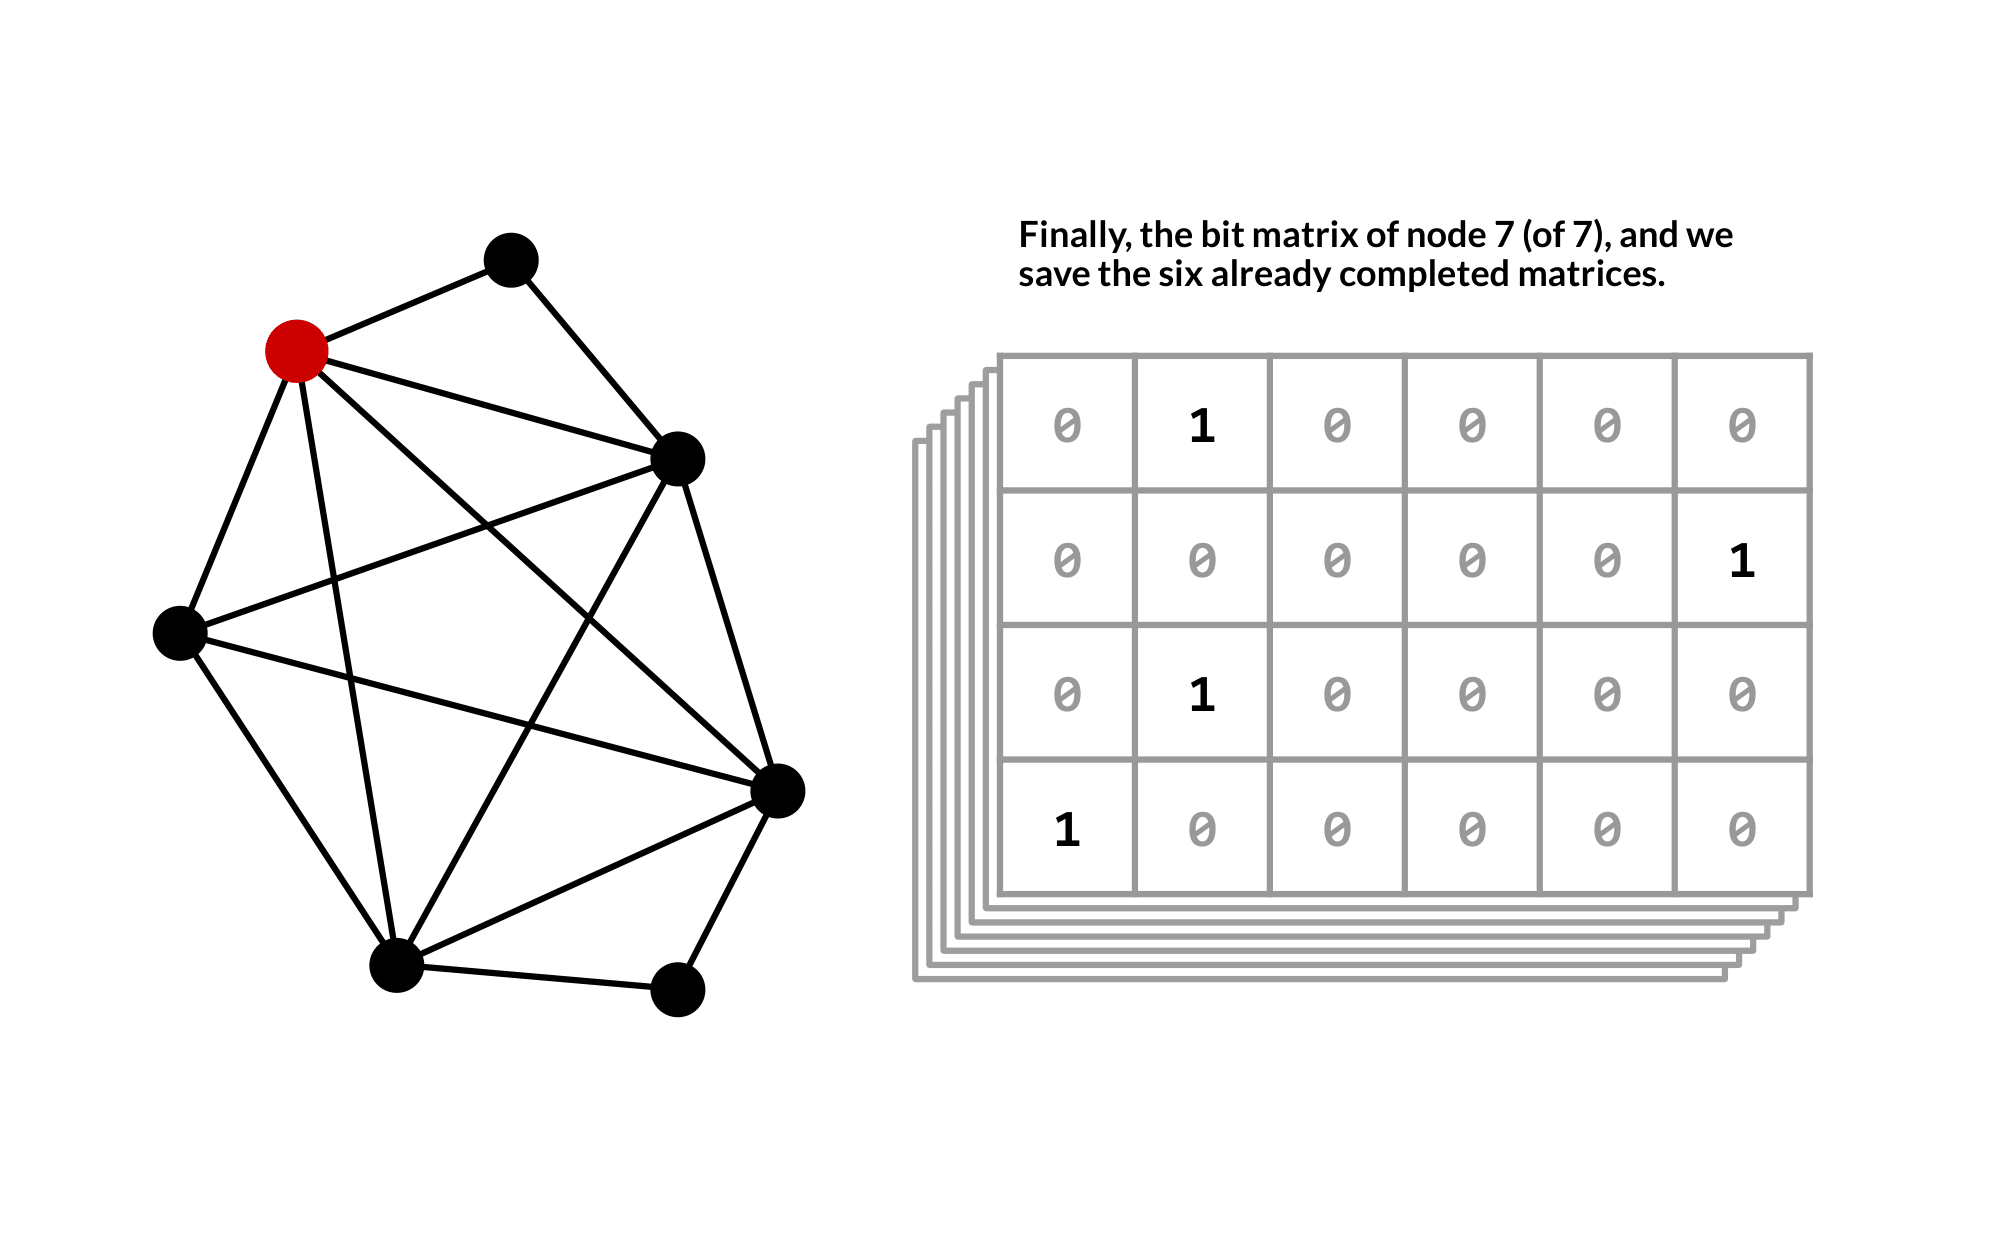 Finally, the bit matrix of node 7 (of 7), and we
save the six already completed matrices.
0 1 0 0 0 0
0 0 0 0 0 1
0 1 0 0 0 0
1 0 0 0 0 0